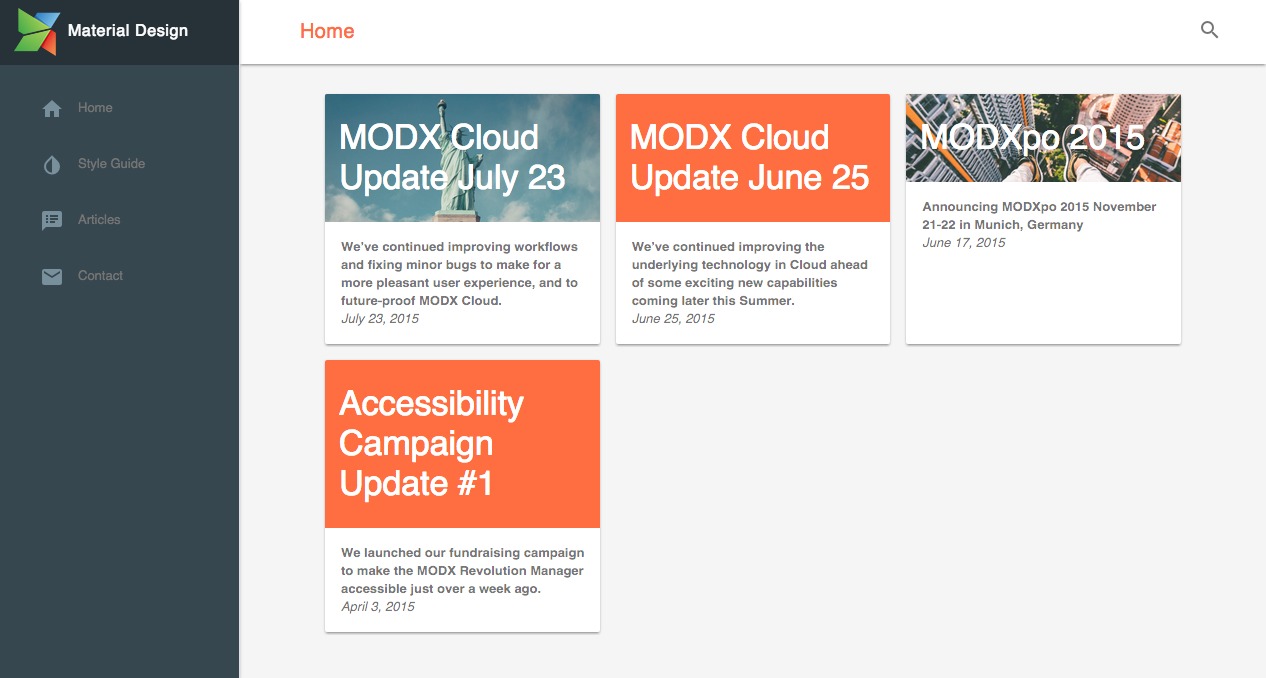 Material Design
Home
Home
Style Guide
Articles
Contact
MODX Cloud
Update July 23
We've continued improving workflows
and fixing minor bugs to make for a
more pleasant user experience, and to
future-proof MODX Cloud.
July 23, 2015
MODX Cloud
Update June 25
We've continued improving the
underlying technology in Cloud ahead
of some exciting new capabilities
coming later this Summer.
June 25, 2015
MODXpo 2015
Announcing MODXpo 2015 November
21-22 in Munich, Germany
June 17, 2015
Accessibility
Campaign
Update #1
We launched our fundraising campaign
to make the MODX Revolution Manager
accessible just over a week ago.
April 3, 2015